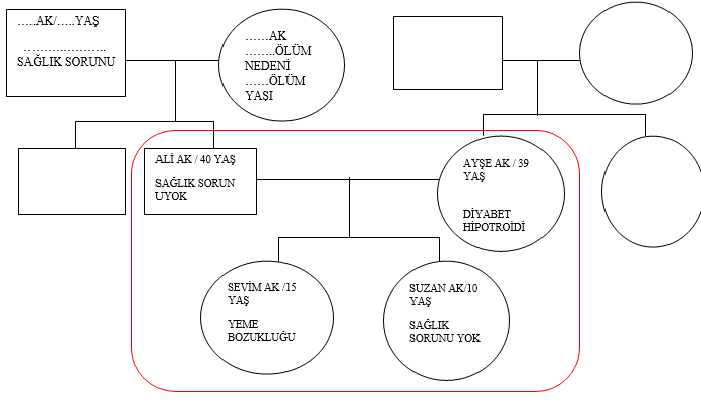 …..AK/…..YAŞ
………..………..
SAĞLIK SORUNU
……AK
……..ÖLÜM
NEDENİ
……ÖLÜM
YAŞI
ALİ AK / 40 YAŞ
SAĞLIK SORUN
UYOK
AYŞE AK / 39
YAŞ
DİYABET
HİPOTROİDİ
SEVİM AK /15
YAŞ
YEME
BOZUKLUĞU
SUZAN AK/10
YAŞ
SAĞLIK
SORUNU YOK